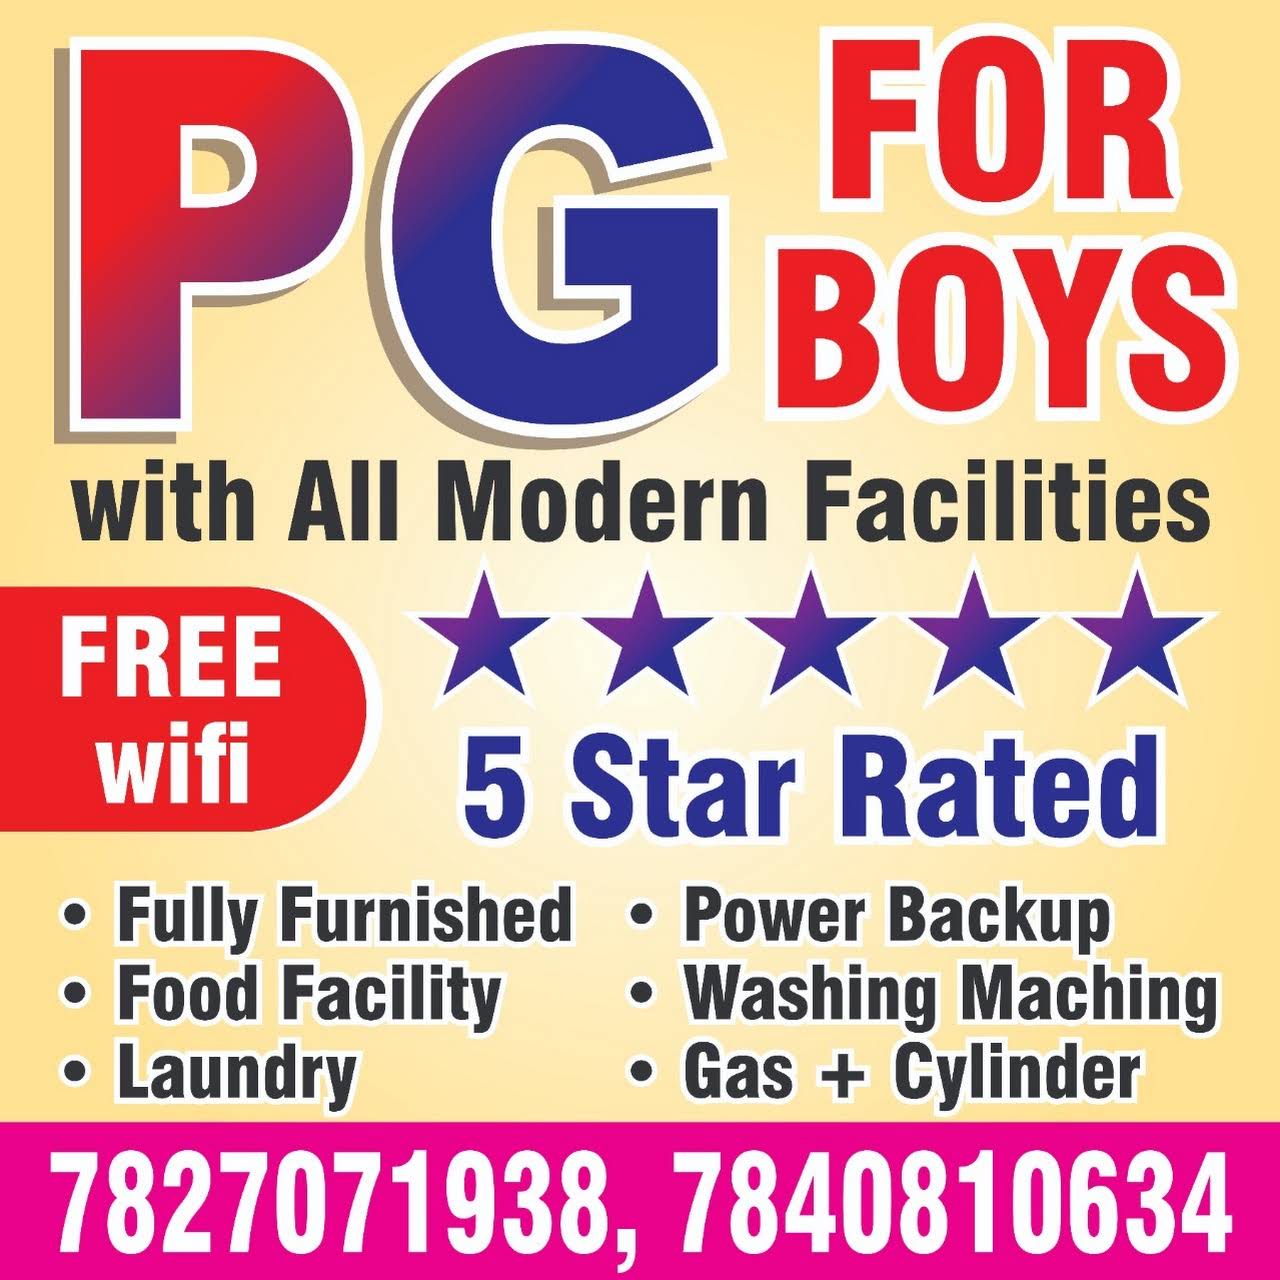 PG FOR
BOYS
with All Modern Facilities
FREE
wifi
5 Star Rated
• Fully Furnished
• Food Facility
• Laundry
• Power Backup
• Washing Maching
• Gas + Cylinder
7827071938, 7840810634